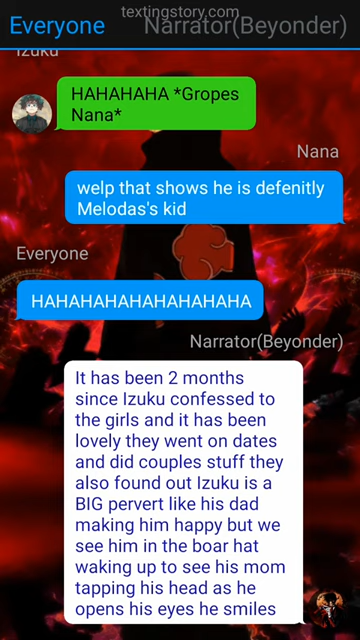 textingstory.com
Everyone Narrator(Beyonder)
Izuku
HAHAHAHA *Gropes
Nana*
Nana
welp that shows he is defenitly
Melodas's kid
Everyone
HAHAHAHAHAHAHAHAHA
Narrator(Beyonder)
It has been 2 months
since Izuku confessed to
the girls and it has been
lovely they went on dates
and did couples stuff they
also found out Izuku is a
BIG pervert like his dad
making him happy but we
see him in the boar hat
waking up to see his mom
tapping his head as he
opens his eyes he smiles